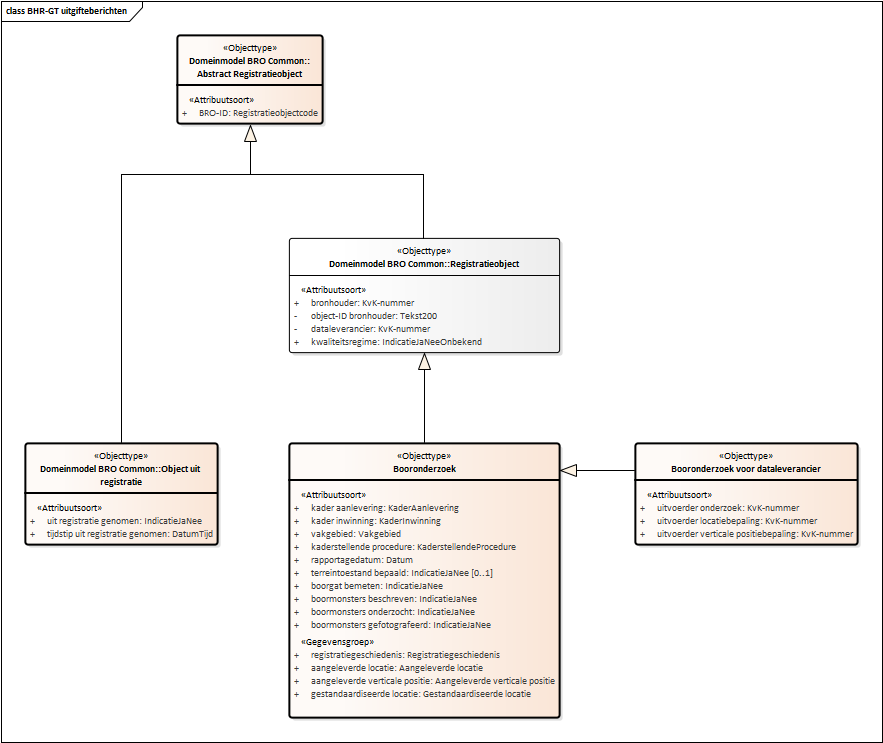 class BHR-GT uitgifteberichten
«Objecttype»
Domeinmodel BRO Common::
Abstract Registratieobject
«Attribuutsoort»
+ BRO-ID: Registratieobjectcode
«Objecttype»
Domeinmodel BRO Common::Registratieobject
«Attribuutsoort»
+ bronhouder: KvK-nummer
- object-ID bronhouder: Tekst200
- dataleverancier: KvK-nummer
+ kwaliteitsregime: IndicatieJaNeeOnbekend
«Objecttype»
Domeinmodel BRO Common::Object uit
registratie
«Attribuutsoort»
+ uit registratie genomen: IndicatieJaNee
+ tijdstip uit registratie genomen: DatumTijd
«Objecttype»
Booronderzoek
«Attribuutsoort»
+ kader aanlevering: KaderAanlevering
+ kader inwinning: KaderInwinning
+ vakgebied: Vakgebied
+ kaderstellende procedure: KaderstellendeProcedure
+ rapportagedatum: Datum
+ terreintoestand bepaald: IndicatieJaNee [0..1]
+ boorgat bemeten: IndicatieJaNee
+ boormonsters beschreven: IndicatieJaNee
+ boormonsters onderzocht: IndicatieJaNee
+ boormonsters gefotografeerd: IndicatieJaNee
«Gegevensgroep»
+ registratiegeschiedenis: Registratiegeschiedenis
+ aangeleverde locatie: Aangeleverde locatie
+ aangeleverde verticale positie: Aangeleverde verticale positie
+ gestandaardiseerde locatie: Gestandaardiseerde locatie
«Objecttype»
Booronderzoek voor dataleverancier
«Attribuutsoort»
+ uitvoerder onderzoek: KvK-nummer
+ uitvoerder locatiebepaling: KvK-nummer
+ uitvoerder verticale positiebepaling: KvK-nummer